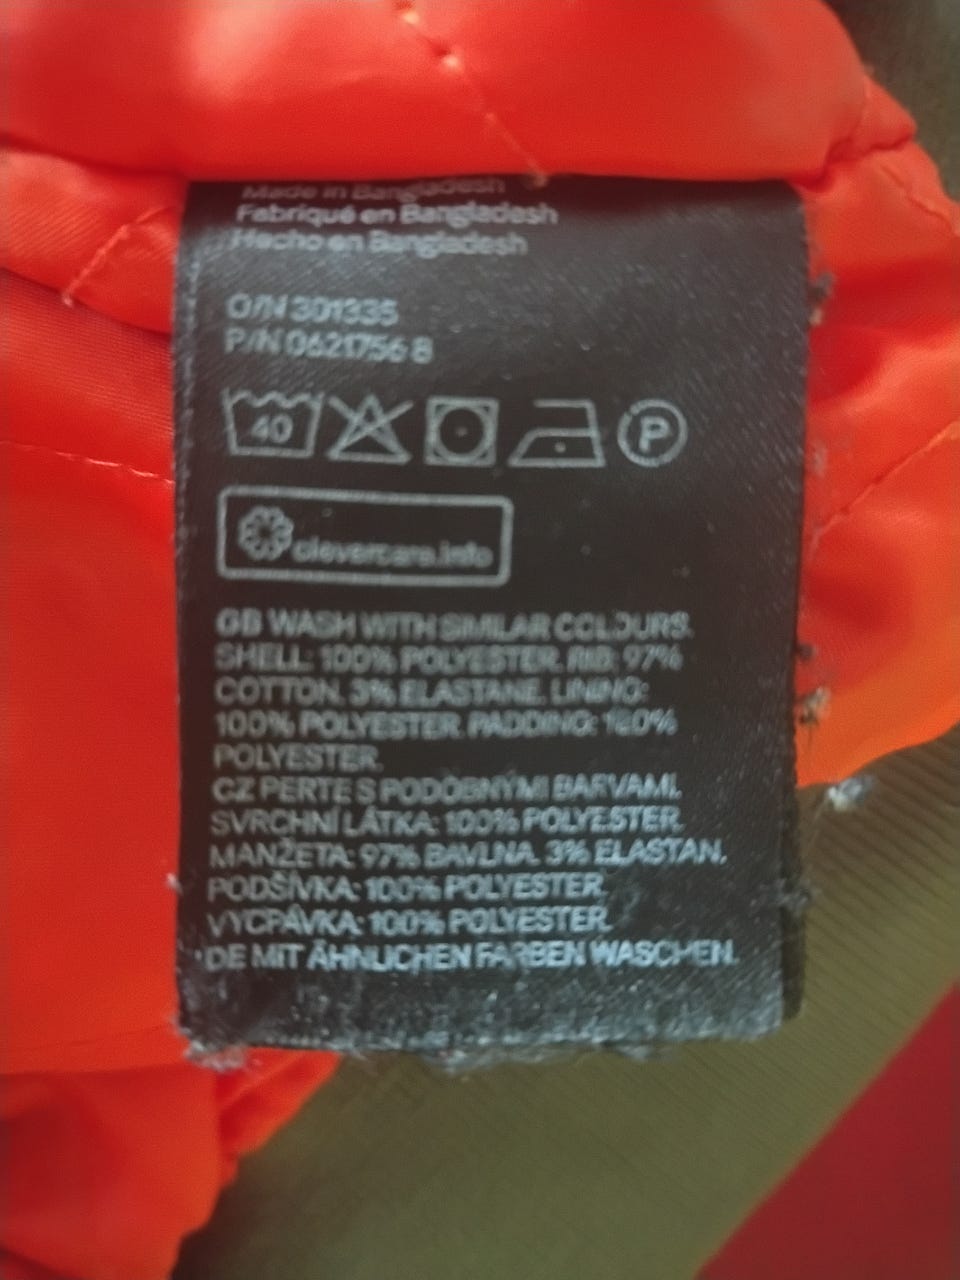 Made in Bangladesh
Fabriqué en Bangladesh
Hecho en Bangladesh
O/N 301335
P/N 06217568
40
P
clevercare.info
GB WASH WITH SIMILAR COLOURS.
SHELL: 100% POLYESTER. RIB: 97%
COTTON. 3% ELASTANE. LINING:
100% POLYESTER. PADDING: 100%
POLYESTER.
CZ PERTE S PODOBNÝMI BARVAMI.
SVRCHNÍ LÁTKA: 100% POLYESTER.
MANŽETA: 97% BAVLNA. 3% ELASTAN.
PODŠÍVKA: 100% POLYESTER.
VYCPÁVKA: 100% POLYESTER.
DE MIT ÄHNLICHEN FARBEN WASCHEN.